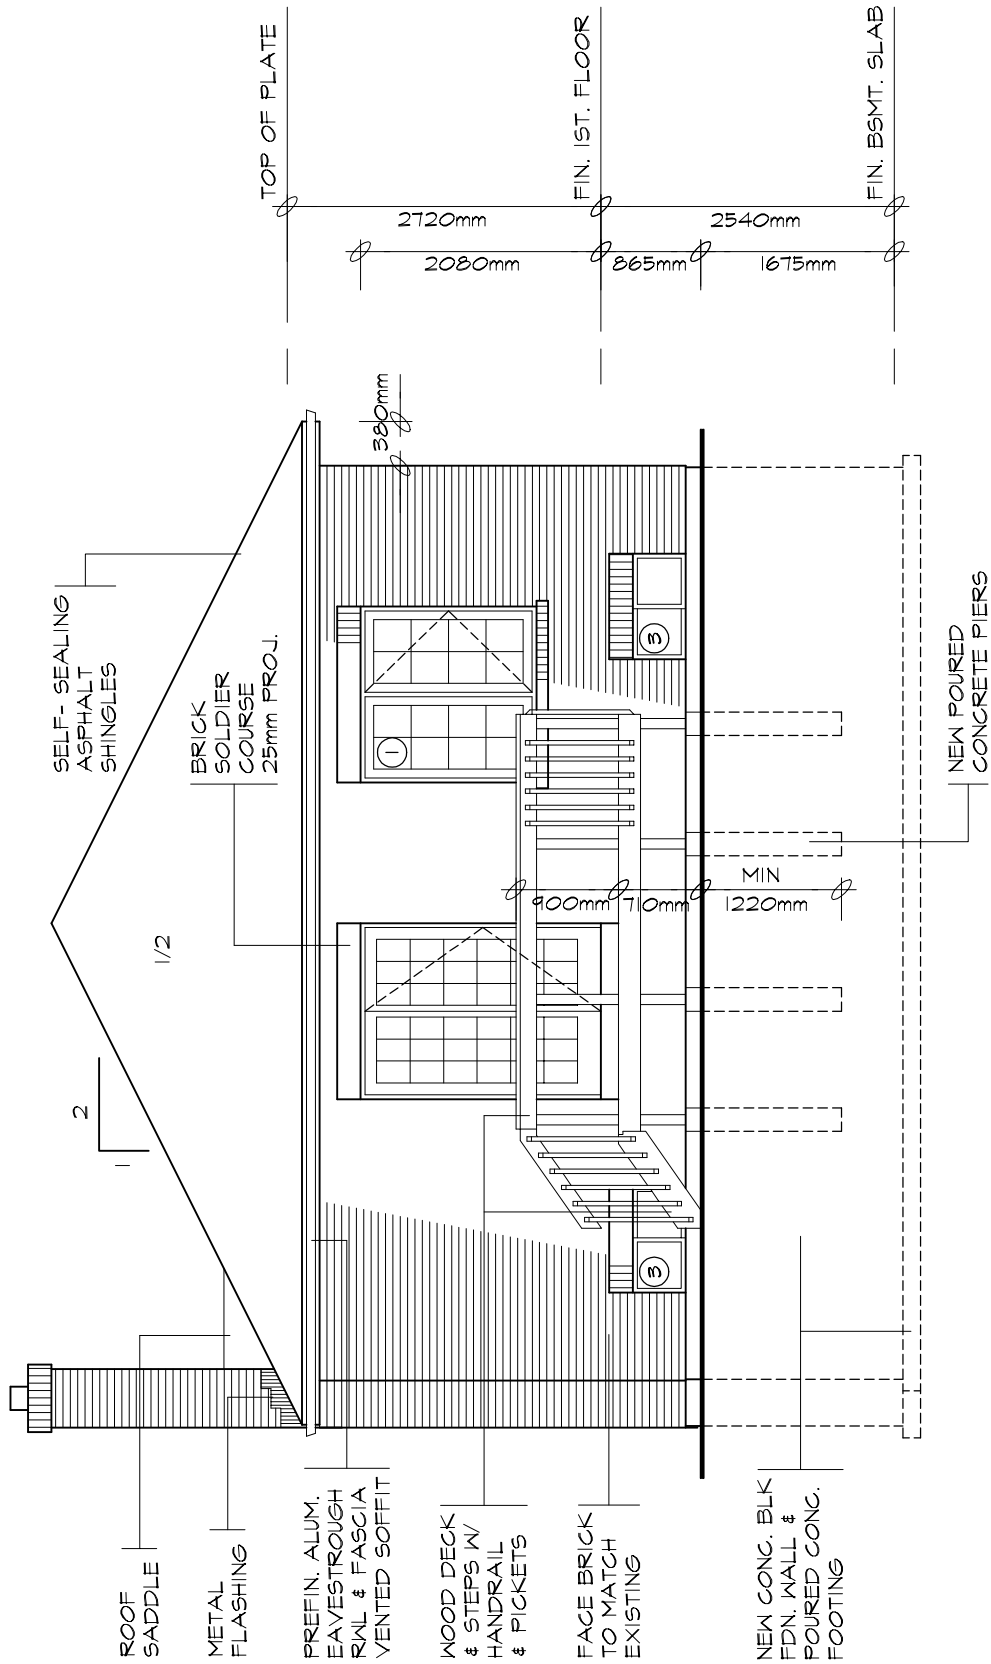 SELF- SEALING
ASPHALT
SHINGLES
BRICK
SOLDIER
COURSE
25mm PROJ.
1/2
2
1
ROOF
SADDLE
METAL
FLASHING
PREFIN. ALUM.
EAVESTROUGH
RWL & FASCIA
VENTED SOFFIT
WOOD DECK
& STEPS W/
HANDRAIL
& PICKETS
FACE BRICK
TO MATCH
EXISTING
NEW CONC. BLK
FDN. WALL &
POURED CONC.
FOOTING
NEW POURED
CONCRETE PIERS
TOP OF PLATE
FIN. 1ST. FLOOR
FIN. BSMT. SLAB
2720mm
2540mm
2080mm
865mm
1675mm
380mm
900mm
710mm
MIN
1220mm
1
3
3